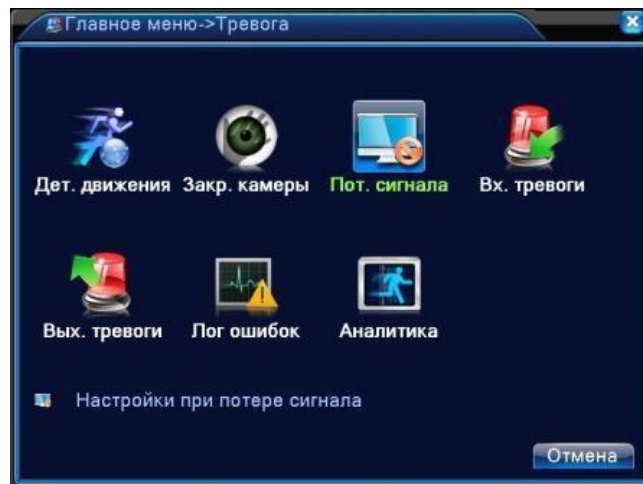 Главное меню->Тревога
Дет. движения Закр. камеры Пот. сигнала Вх. тревоги
Вых. тревоги Лог ошибок Аналитика
Настройки при потере сигнала
Отмена